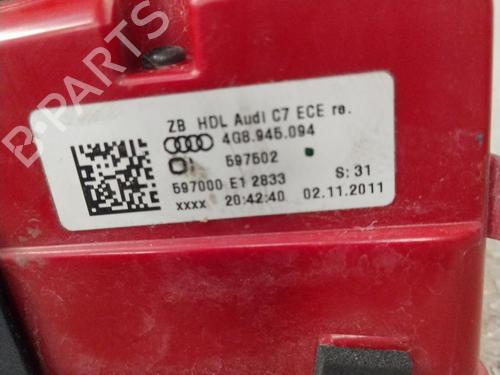 ZB HDL Audi C7 ECE re.
4G8.945.094
597502
597000 E1 2833 S: 31
xxxx 20:42:40 02.11.2011
B-PARTS